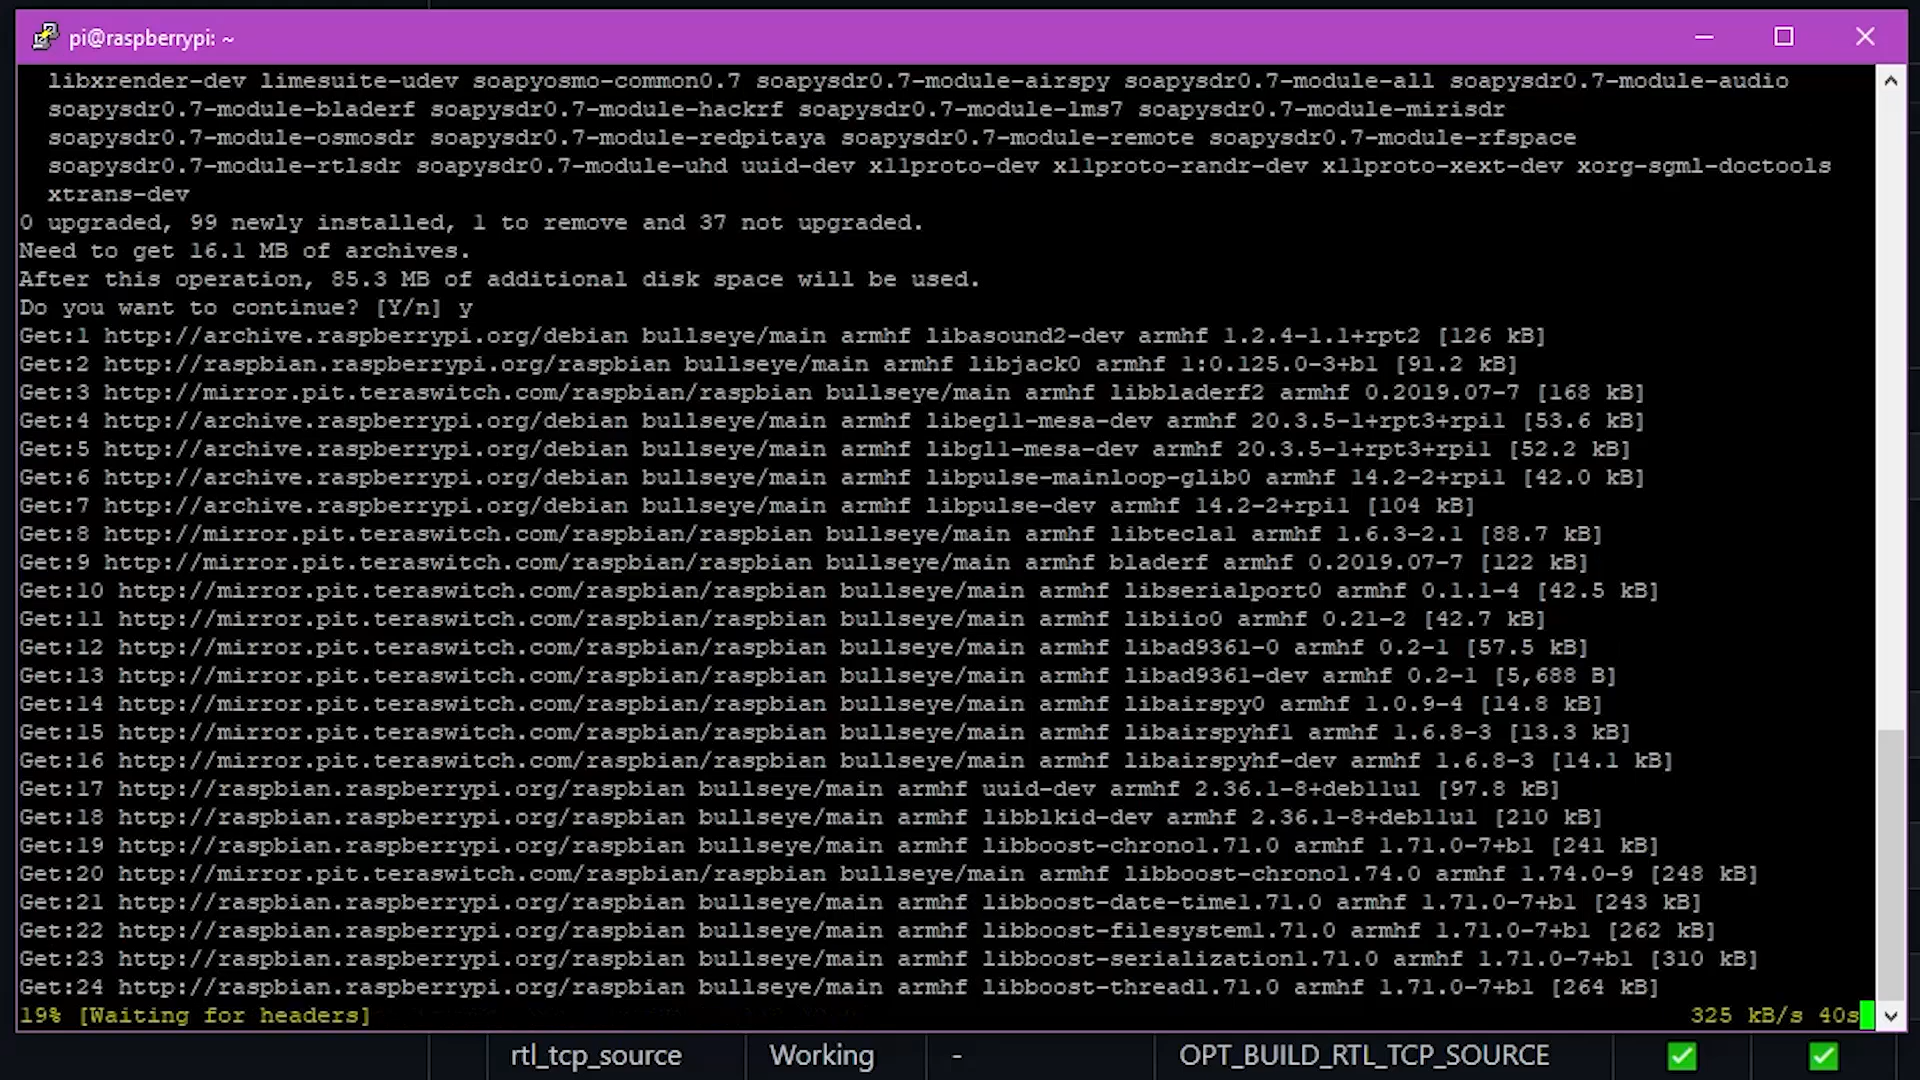 pi@raspberrypi: ~
libxrender-dev limesuite-udev soapyosmo-common0.7 soapysdr0.7-module-airspy soapysdr0.7-module-all soapysdr0.7-module-audio
soapysdr0.7-module-bladerf soapysdr0.7-module-hackrf soapysdr0.7-module-lms7 soapysdr0.7-module-mirisdr
soapysdr0.7-module-osmosdr soapysdr0.7-module-redpitaya soapysdr0.7-module-remote soapysdr0.7-module-rfspace
soapysdr0.7-module-rtlsdr soapysdr0.7-module-uhd uuid-dev x11proto-dev x11proto-randr-dev x11proto-xext-dev xorg-sgml-doctools
xtrans-dev
0 upgraded, 99 newly installed, 1 to remove and 37 not upgraded.
Need to get 16.1 MB of archives.
After this operation, 85.3 MB of additional disk space will be used.
Do you want to continue? [Y/n] y
Get:1 http://archive.raspberrypi.org/debian bullseye/main armhf libasound2-dev armhf 1.2.4-1.1+rpt2 [126 kB]
Get:2 http://raspbian.raspberrypi.org/raspbian bullseye/main armhf libjack0 armhf 1:0.125.0-3+b1 [91.2 kB]
Get:3 http://mirror.pit.teraswitch.com/raspbian/raspbian bullseye/main armhf libbladerf2 armhf 0.2019.07-7 [168 kB]
Get:4 http://archive.raspberrypi.org/debian bullseye/main armhf libegl1-mesa-dev armhf 20.3.5-1+rpt3+rpi1 [53.6 kB]
Get:5 http://archive.raspberrypi.org/debian bullseye/main armhf libgl1-mesa-dev armhf 20.3.5-1+rpt3+rpi1 [52.2 kB]
Get:6 http://archive.raspberrypi.org/debian bullseye/main armhf libpulse-mainloop-glib0 armhf 14.2-2+rpi1 [42.0 kB]
Get:7 http://archive.raspberrypi.org/debian bullseye/main armhf libpulse-dev armhf 14.2-2+rpi1 [104 kB]
Get:8 http://mirror.pit.teraswitch.com/raspbian/raspbian bullseye/main armhf libtecla1 armhf 1.6.3-2.1 [88.7 kB]
Get:9 http://mirror.pit.teraswitch.com/raspbian/raspbian bullseye/main armhf bladerf armhf 0.2019.07-7 [122 kB]
Get:10 http://mirror.pit.teraswitch.com/raspbian/raspbian bullseye/main armhf libserialport0 armhf 0.1.1-4 [42.5 kB]
Get:11 http://mirror.pit.teraswitch.com/raspbian/raspbian bullseye/main armhf libiio0 armhf 0.21-2 [42.7 kB]
Get:12 http://mirror.pit.teraswitch.com/raspbian/raspbian bullseye/main armhf libad9361-0 armhf 0.2-1 [57.5 kB]
Get:13 http://mirror.pit.teraswitch.com/raspbian/raspbian bullseye/main armhf libad9361-dev armhf 0.2-1 [5,688 B]
Get:14 http://mirror.pit.teraswitch.com/raspbian/raspbian bullseye/main armhf libairspy0 armhf 1.0.9-4 [14.8 kB]
Get:15 http://mirror.pit.teraswitch.com/raspbian/raspbian bullseye/main armhf libairspyhf1 armhf 1.6.8-3 [13.3 kB]
Get:16 http://mirror.pit.teraswitch.com/raspbian/raspbian bullseye/main armhf libairspyhf-dev armhf 1.6.8-3 [14.1 kB]
Get:17 http://raspbian.raspberrypi.org/raspbian bullseye/main armhf uuid-dev armhf 2.36.1-8+deb11u1 [97.8 kB]
Get:18 http://raspbian.raspberrypi.org/raspbian bullseye/main armhf libblkid-dev armhf 2.36.1-8+deb11u1 [210 kB]
Get:19 http://raspbian.raspberrypi.org/raspbian bullseye/main armhf libboost-chrono1.71.0 armhf 1.71.0-7+b1 [241 kB]
Get:20 http://mirror.pit.teraswitch.com/raspbian/raspbian bullseye/main armhf libboost-chrono1.74.0 armhf 1.74.0-9 [248 kB]
Get:21 http://raspbian.raspberrypi.org/raspbian bullseye/main armhf libboost-date-time1.71.0 armhf 1.71.0-7+b1 [243 kB]
Get:22 http://raspbian.raspberrypi.org/raspbian bullseye/main armhf libboost-filesystem1.71.0 armhf 1.71.0-7+b1 [262 kB]
Get:23 http://raspbian.raspberrypi.org/raspbian bullseye/main armhf libboost-serialization1.71.0 armhf 1.71.0-7+b1 [310 kB]
Get:24 http://raspbian.raspberrypi.org/raspbian bullseye/main armhf libboost-thread1.71.0 armhf 1.71.0-7+b1 [264 kB]
19% [Waiting for headers] 325 kB/s 40s
rtl_tcp_source Working - OPT_BUILD_RTL_TCP_SOURCE